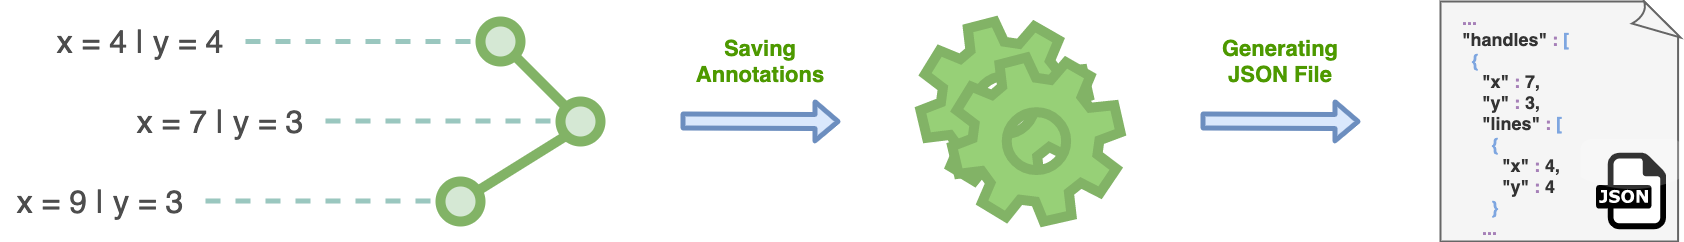 x = 4 | y = 4
x = 7 | y = 3
x = 9 | y = 3
Saving
Annotations
Generating
JSON File
...
"handles" : [
{
"x" : 7,
"y" : 3,
"lines" : [
{
"x" : 4,
"y" : 4
}
...
JSON